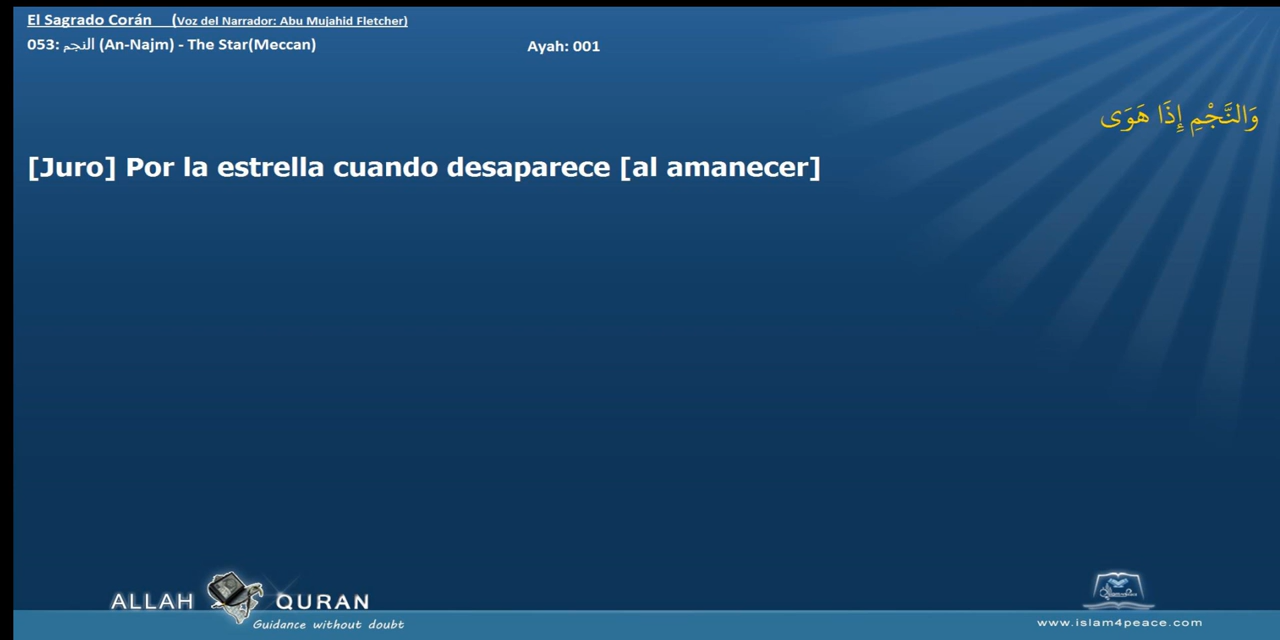 El Sagrado Corán (Voz del Narrador: Abu Mujahid Fletcher)
053: النجم (An-Najm) - The Star(Meccan)
Ayah: 001
وَالنَّجْمِ إِذَا هَوَى
[Juro] Por la estrella cuando desaparece [al amanecer]
ALLAH QURAN
Guidance without doubt
www.islam4peace.com